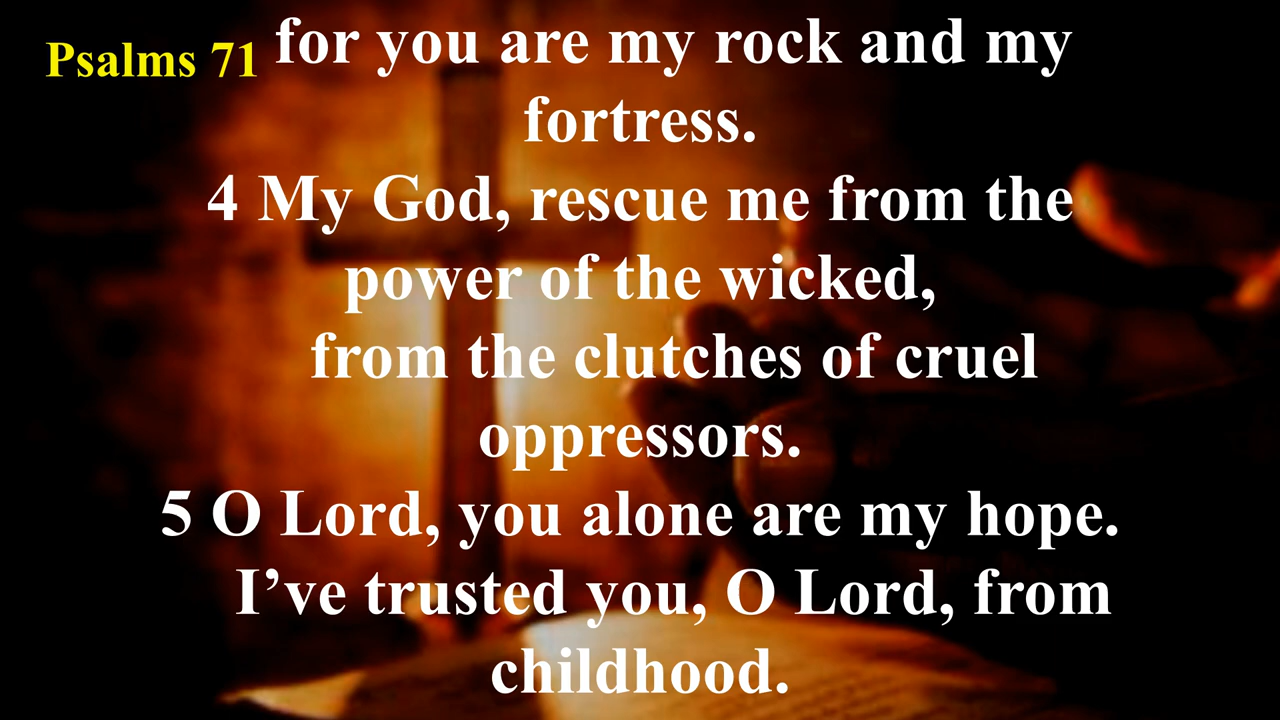 Psalms 71
for you are my rock and my
fortress.
4 My God, rescue me from the
power of the wicked,
from the clutches of cruel
oppressors.
5 O Lord, you alone are my hope.
I’ve trusted you, O Lord, from
childhood.